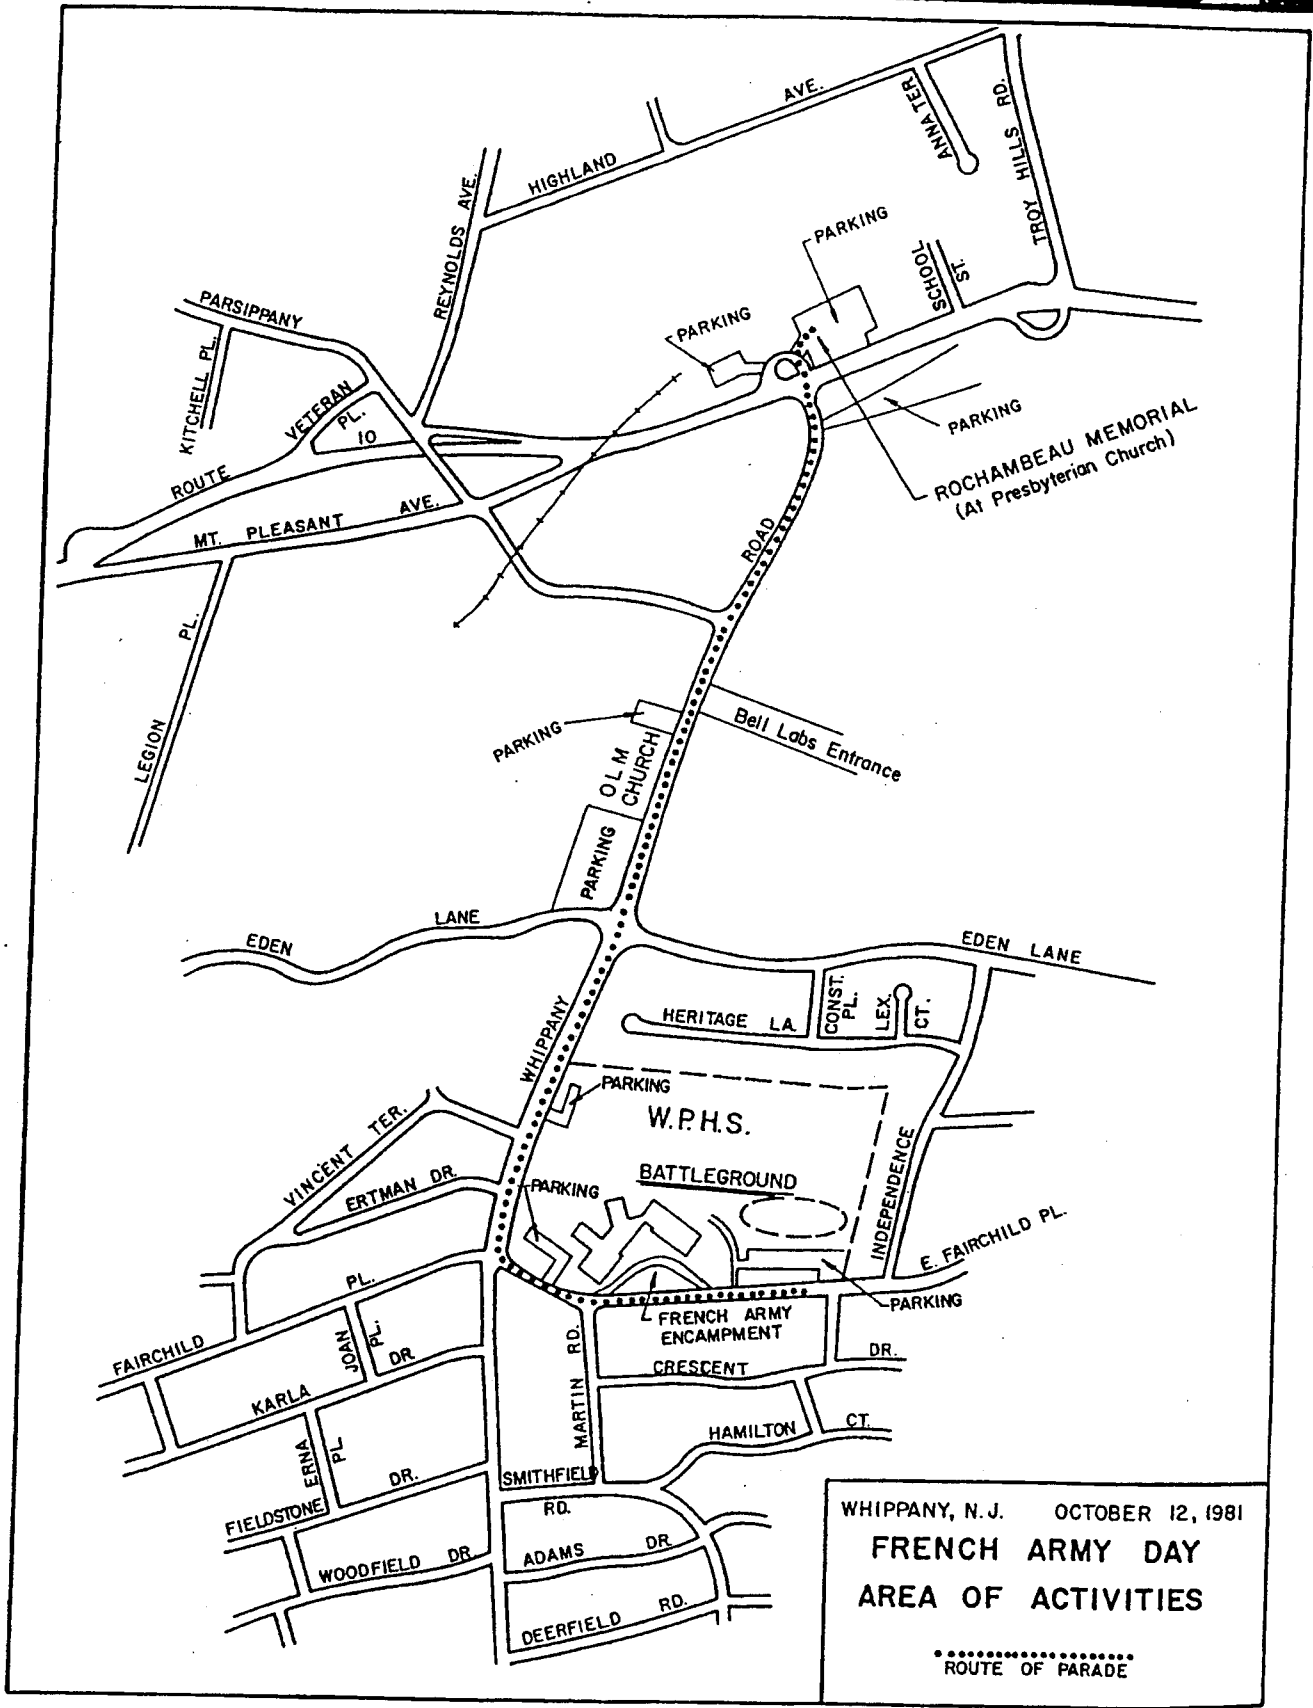 HIGHLAND AVE.
ANNA TER.
TROY HILLS RD.
REYNOLDS AVE.
PARKING
SCHOOL ST.
PARSIPPANY
PARKING
KITCHELL PL.
VETERAN PL.
10
ROUTE
PARKING
ROCHAMBEAU MEMORIAL
(At Presbyterian Church)
MT. PLEASANT AVE.
ROAD
LEGION PL.
PARKING
Bell Labs Entrance
OLM
CHURCH
PARKING
EDEN LANE
EDEN LANE
HERITAGE LA.
CONST.
PL.
LEX.
CT.
WHIPPANY
PARKING
W.P.H.S.
VINCENT TER.
ERTMAN DR.
PARKING
BATTLEGROUND
INDEPENDENCE
E. FAIRCHILD PL.
PARKING
FRENCH ARMY
ENCAMPMENT
FAIRCHILD PL.
JOAN PL.
KARLA DR.
MARTIN RD.
CRESCENT DR.
HAMILTON CT.
ERNA PL.
FIELDSTONE DR.
SMITHFIELD
RD.
WOODFIELD DR.
ADAMS DR.
DEERFIELD RD.
WHIPPANY, N.J. OCTOBER 12, 1981
FRENCH ARMY DAY
AREA OF ACTIVITIES
ROUTE OF PARADE